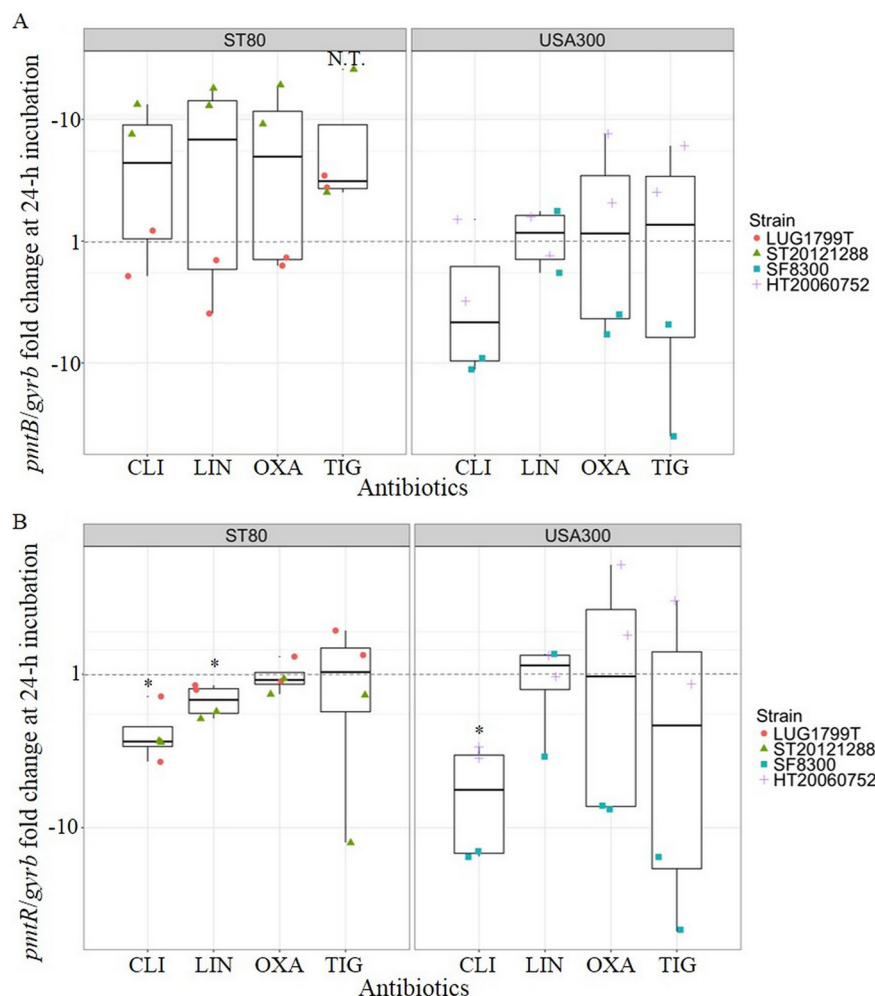 A
ST80
USA300
N.T.
-10
1
-10
pmtB/gyrb fold change at 24-h incubation
CLI LIN OXA TIG
CLI LIN OXA TIG
Antibiotics
Strain
LUG1799T
ST20121288
SF8300
HT20060752
B
ST80
USA300
* *
*
1
-10
pmtR/gyrb fold change at 24-h incubation
CLI LIN OXA TIG
CLI LIN OXA TIG
Antibiotics
Strain
LUG1799T
ST20121288
SF8300
HT20060752